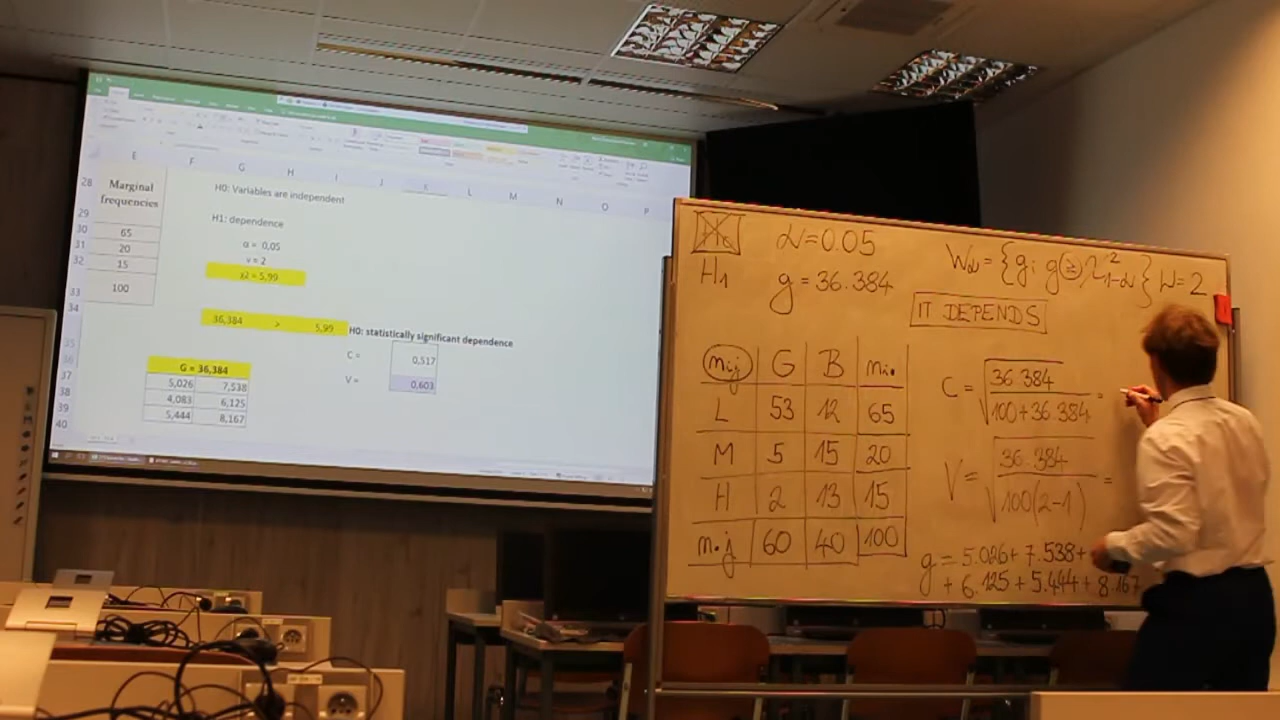 E F G H I J K L M N O P
28 Marginal
frequencies
H0: Variables are independent
29
H1: dependence
30 65
α = 0,05
31 20
v = 2
32 15
χ2 = 5,99
33 100
34
36,384 > 5,99
H0: statistically significant dependence
35
C = 0,517
36
G = 36,384
V = 0,603
37 5,026 7,538
38 4,083 6,125
39 5,444 8,167
40
H₀ α=0.05 Wα = {g; g ≥ χ²₁₋α} ν=2
H₁ g = 36.384
IT DEPENDS
nij G B ni.
L 53 12 65
M 5 15 20
H 2 13 15
n.j 60 40 100
C = √(36.384 / 100+36.384) =
V = √(36.384 / 100(2-1)) =
g = 5.026+7.538+
+6.125+5.444+8.167